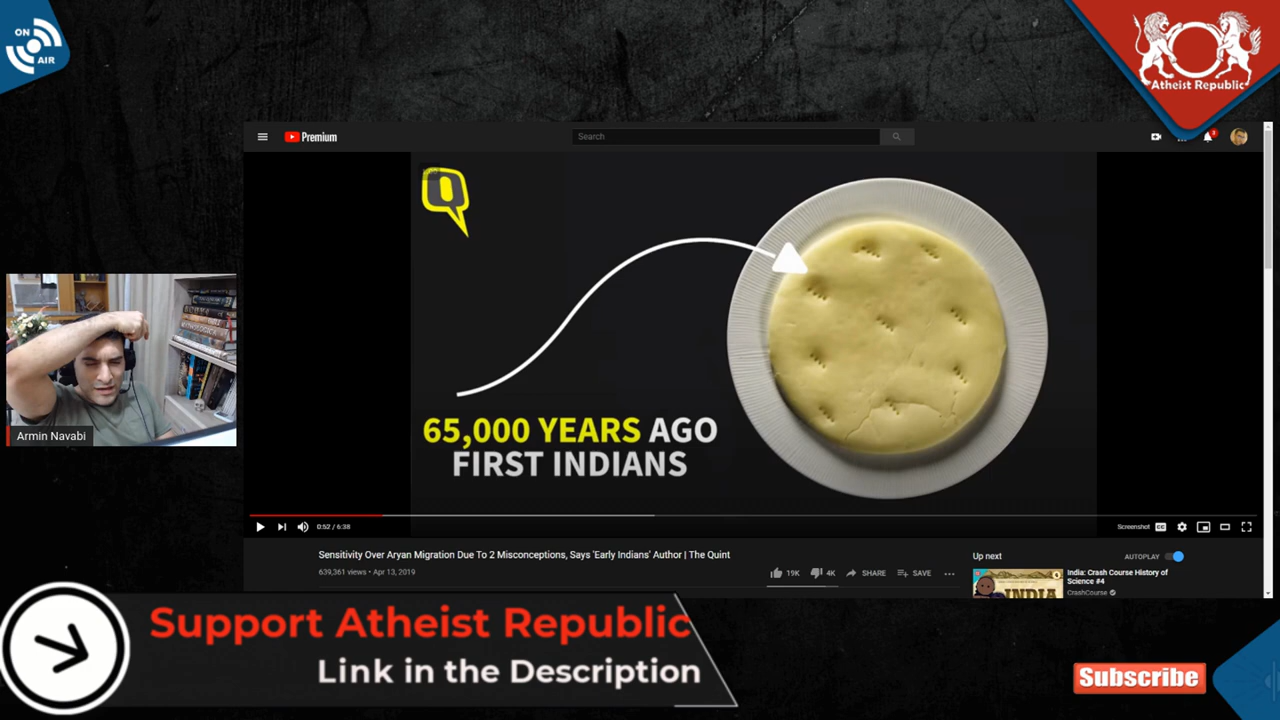 ON
AIR
Atheist Republic
Premium
Search
3
65,000 YEARS AGO
FIRST INDIANS
Armin Navabi
0:52 / 6:38
Screenshot
CC
Sensitivity Over Aryan Migration Due To 2 Misconceptions, Says 'Early Indians' Author | The Quint
639,361 views • Apr 13, 2019
19K
4K
SHARE
SAVE
Up next
AUTOPLAY
India: Crash Course History of
Science #4
CrashCourse
INDIA
Support Atheist Republic
Link in the Description
Subscribe